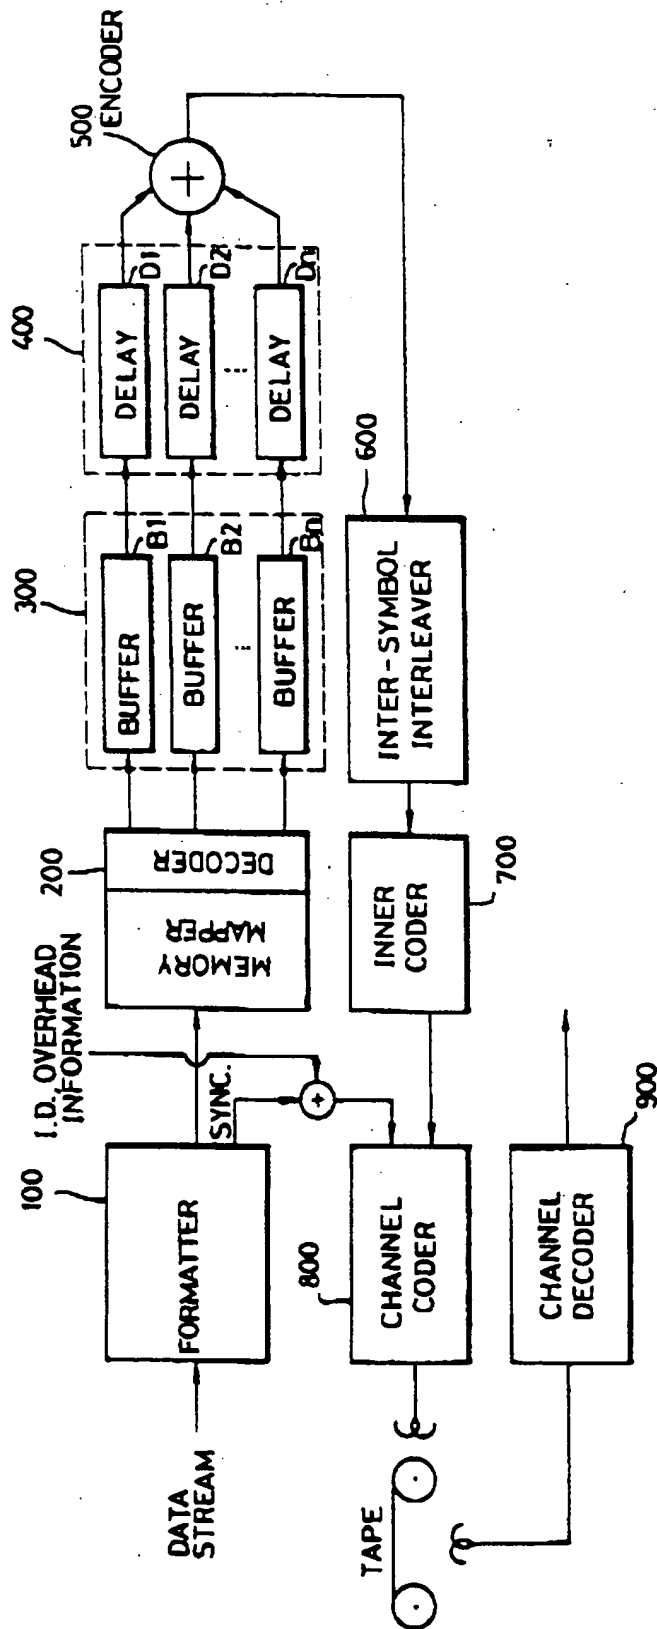 DATA
STREAM
100
FORMATTER
I.D., OVERHEAD
INFORMATION
SYNC.
+
200
MEMORY
MAPPER
DECODER
300
BUFFER
B1
BUFFER
B2
BUFFER
Bn
400
DELAY
D1
DELAY
D2
DELAY
Dn
500
ENCODER
+
600
INTER-SYMBOL
INTERLEAVER
INNER
CODER
700
800
CHANNEL
CODER
TAPE
CHANNEL
DECODER
900